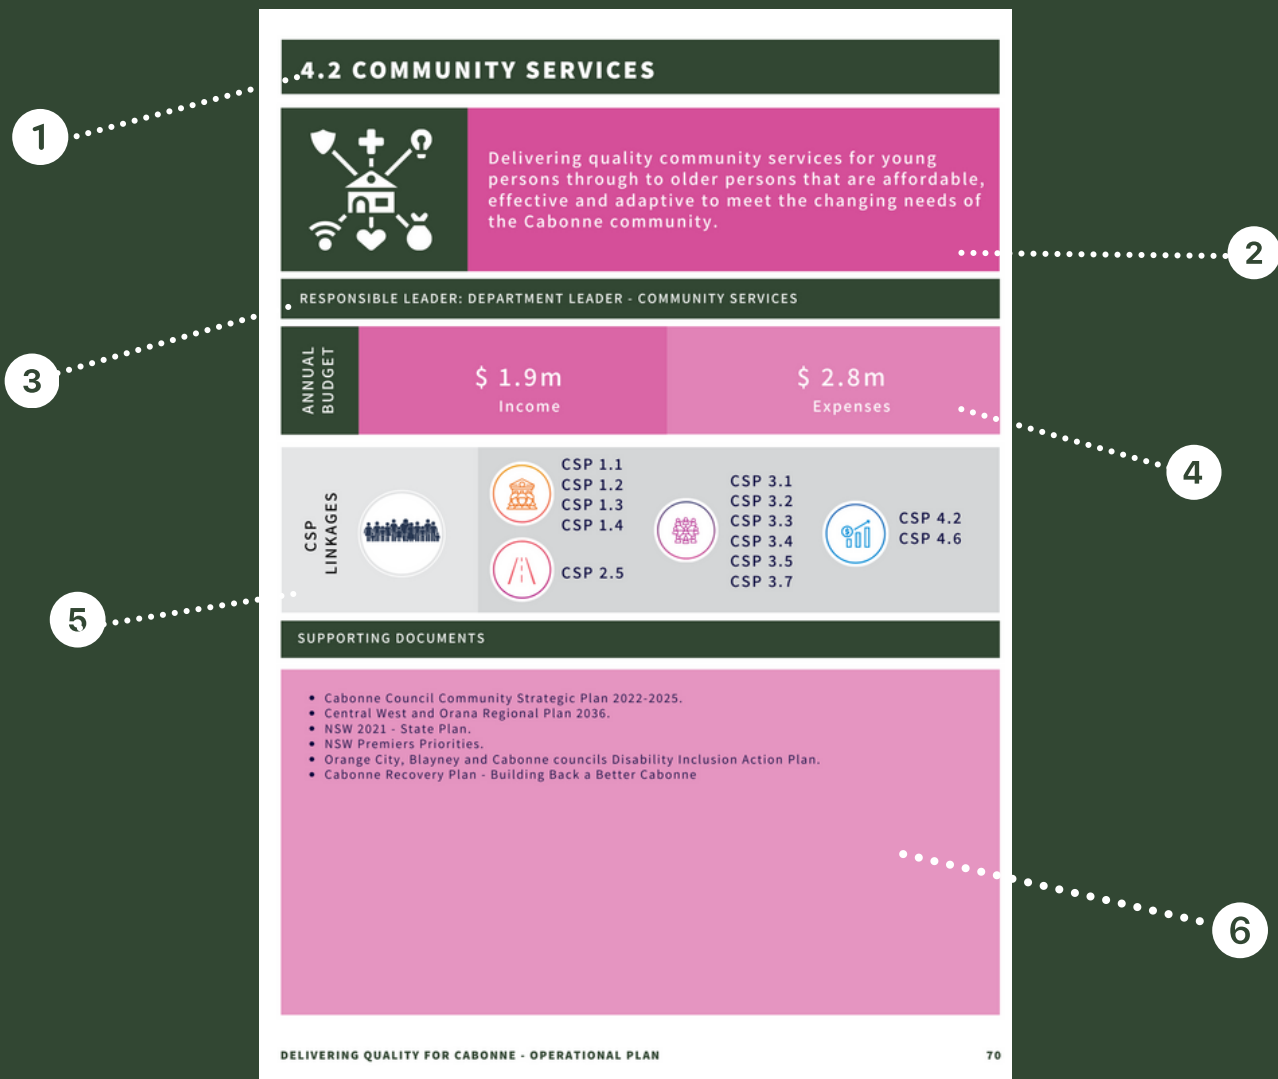 4.2 COMMUNITY SERVICES
1
Delivering quality community services for young
persons through to older persons that are affordable,
effective and adaptive to meet the changing needs of
the Cabonne community.
2
RESPONSIBLE LEADER: DEPARTMENT LEADER - COMMUNITY SERVICES
3
ANNUAL
BUDGET
$ 1.9m
Income
$ 2.8m
Expenses
4
CSP
LINKAGES
CSP 1.1
CSP 1.2
CSP 1.3
CSP 1.4
CSP 2.5
CSP 3.1
CSP 3.2
CSP 3.3
CSP 3.4
CSP 3.5
CSP 3.7
CSP 4.2
CSP 4.6
5
SUPPORTING DOCUMENTS
Cabonne Council Community Strategic Plan 2022-2025.
Central West and Orana Regional Plan 2036.
NSW 2021 - State Plan.
NSW Premiers Priorities.
Orange City, Blayney and Cabonne councils Disability Inclusion Action Plan.
Cabonne Recovery Plan - Building Back a Better Cabonne
6
DELIVERING QUALITY FOR CABONNE - OPERATIONAL PLAN
70